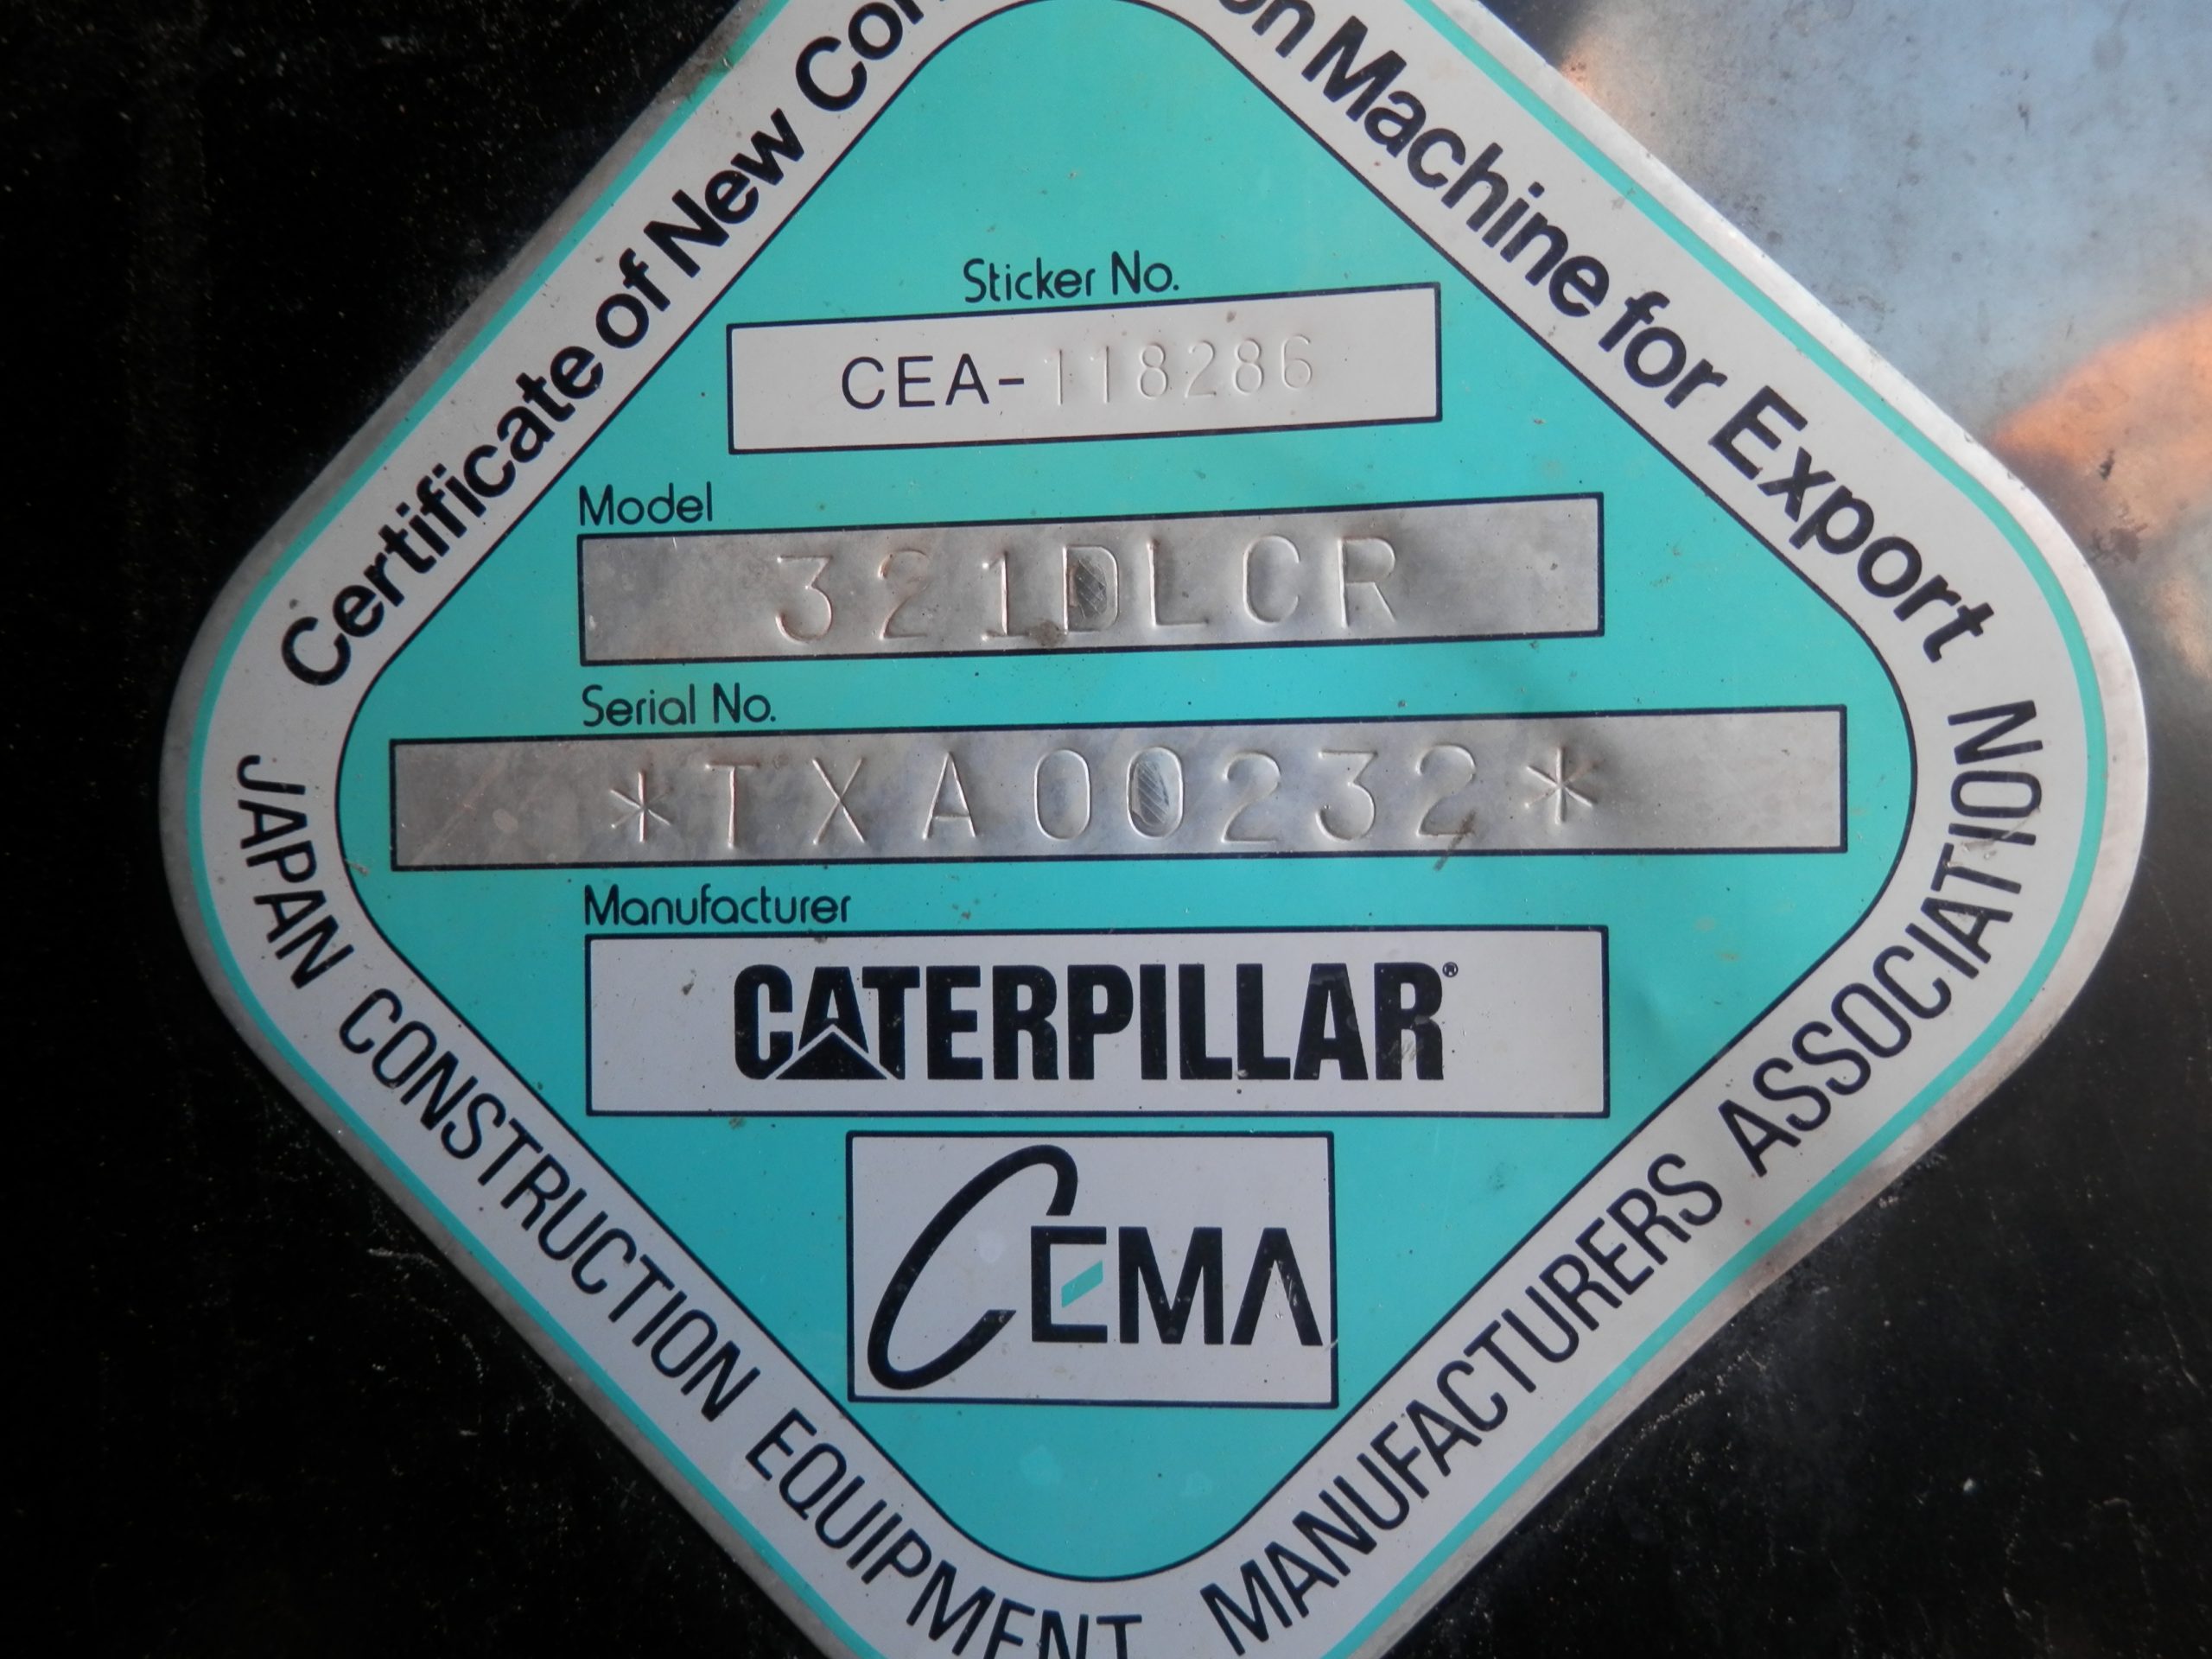 Certificate of New Con
on Machine for Export
Sticker No.
CEA-118286
Model
321DLCR
Serial No.
*TXA00232*
Manufacturer
CATERPILLAR®
CEMA
JAPAN CONSTRUCTION EQUIPMENT MANUFACTURERS ASSOCIATION